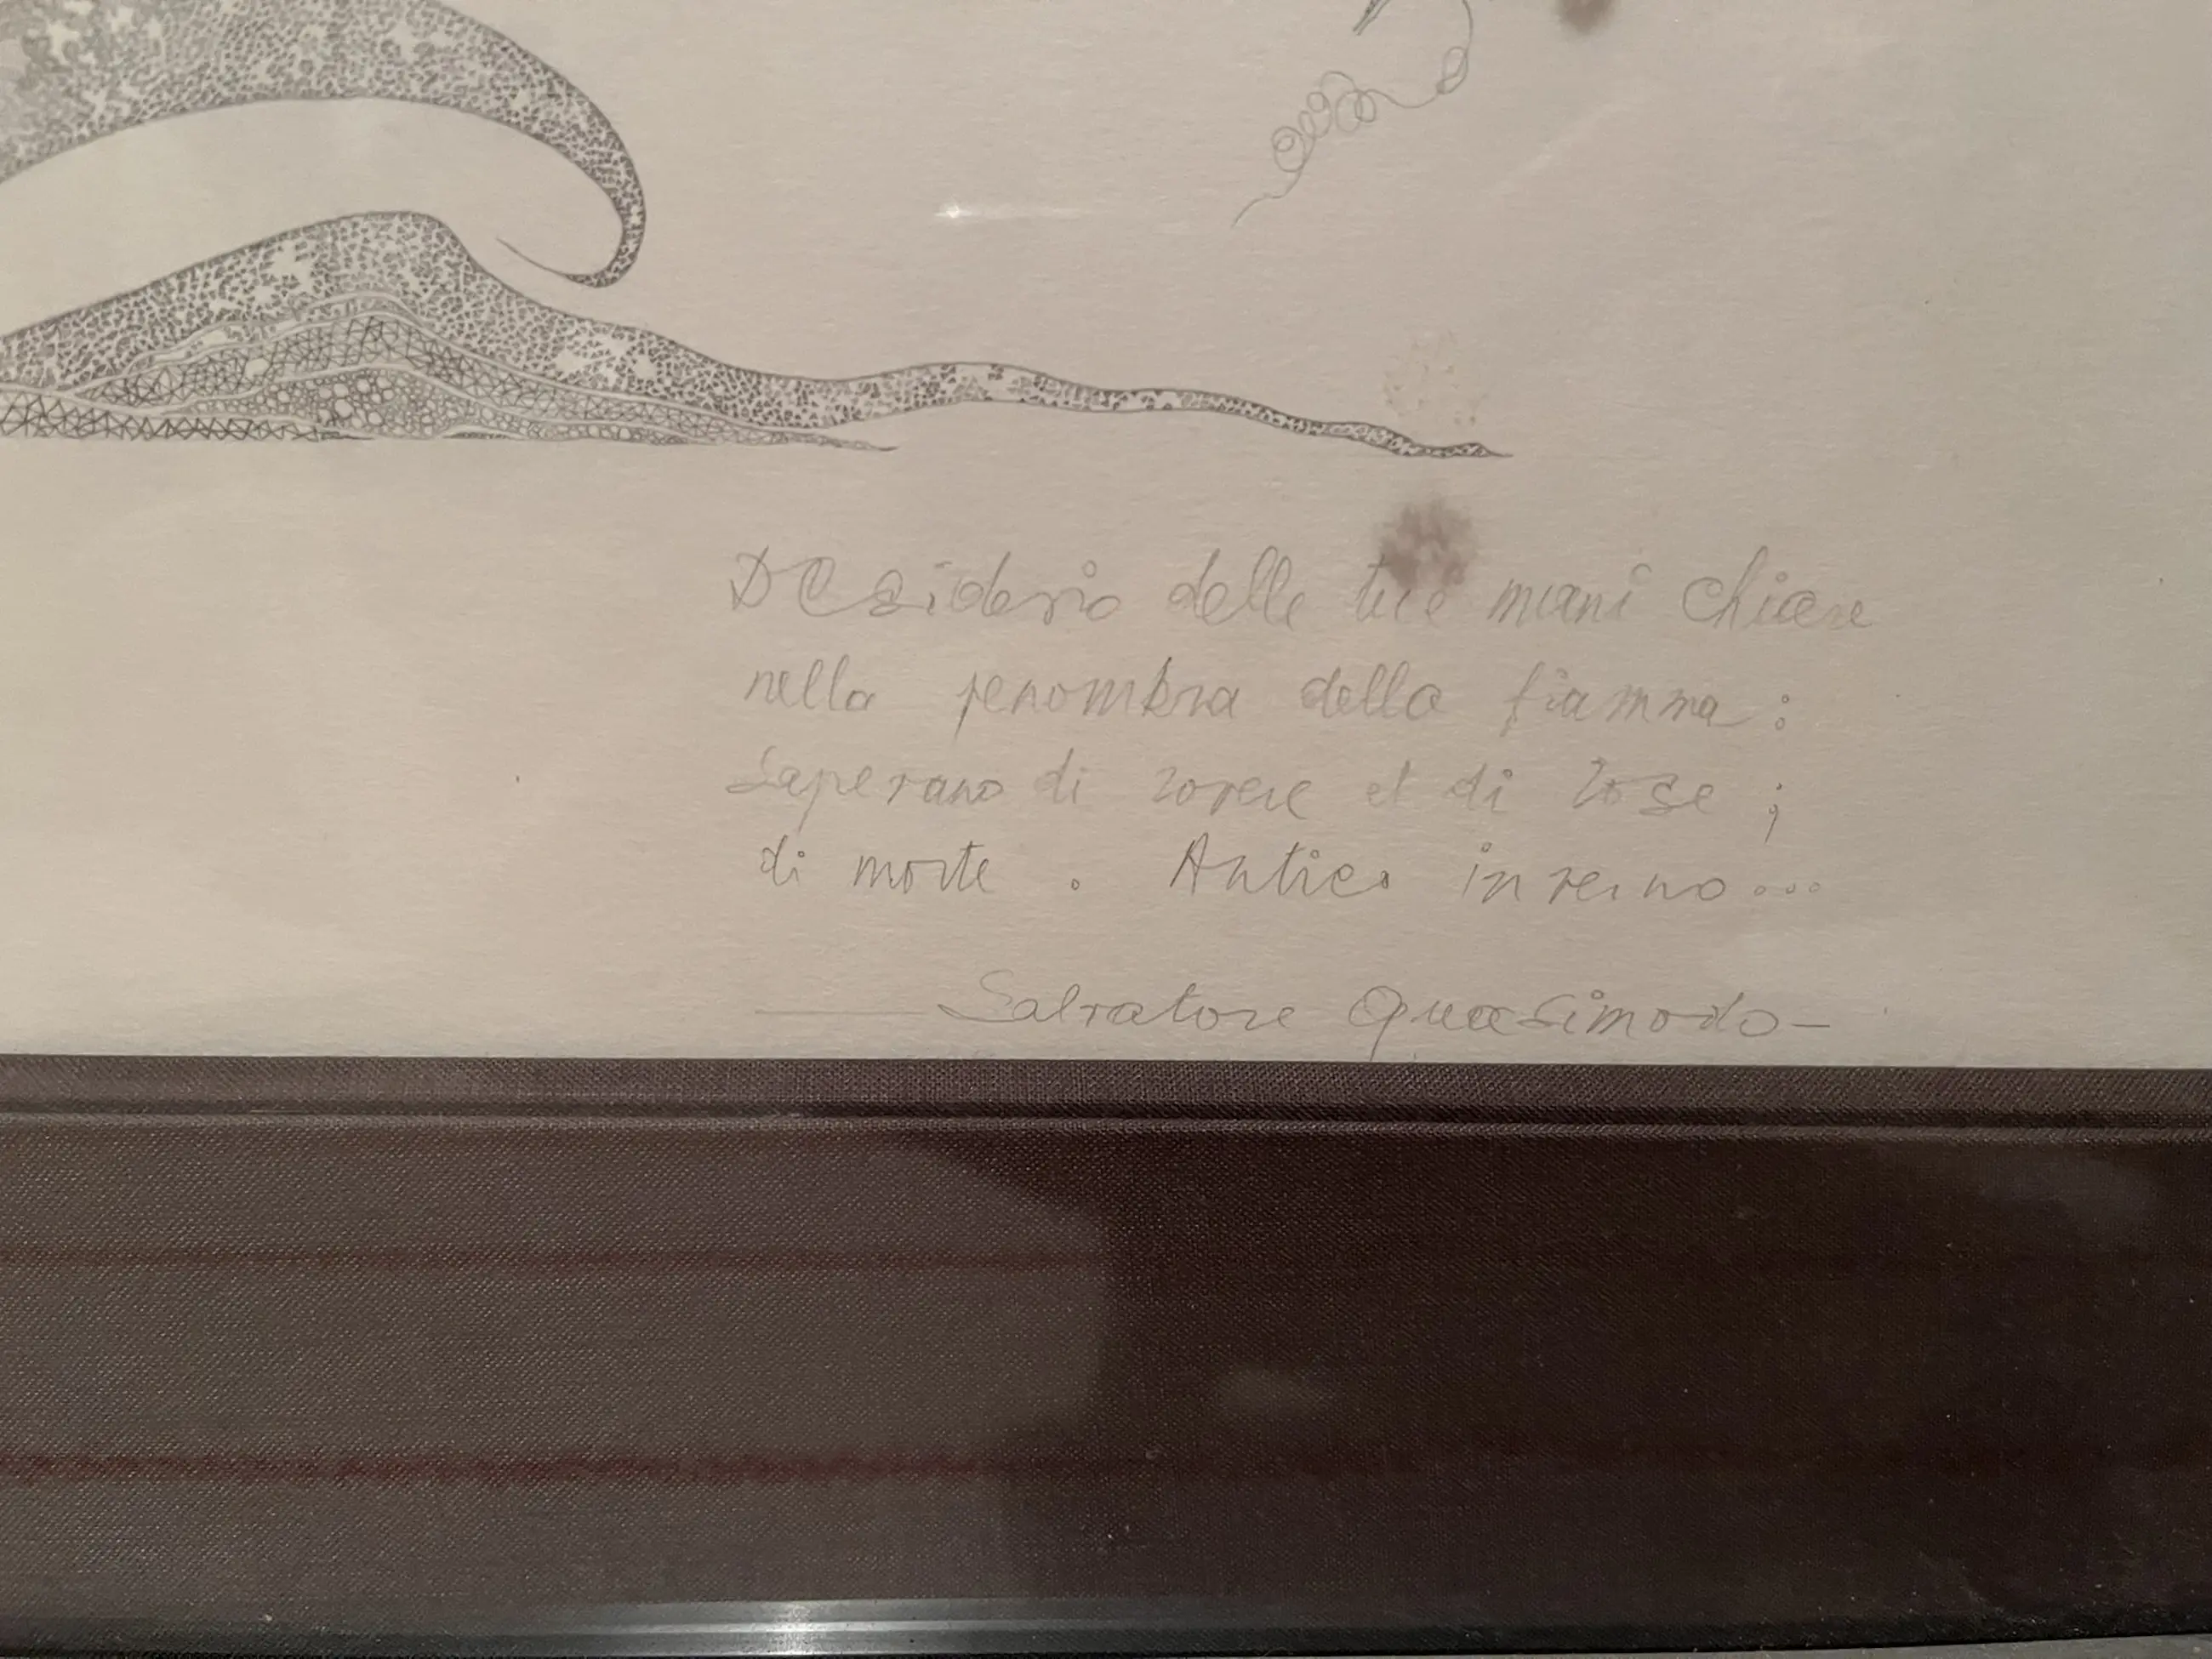 Desiderio delle tue mani chiare
nella penombra della fiamma :
Sapevano di rovere et di rose ;
di morte . Antico inverno...
Salvatore Quasimodo-